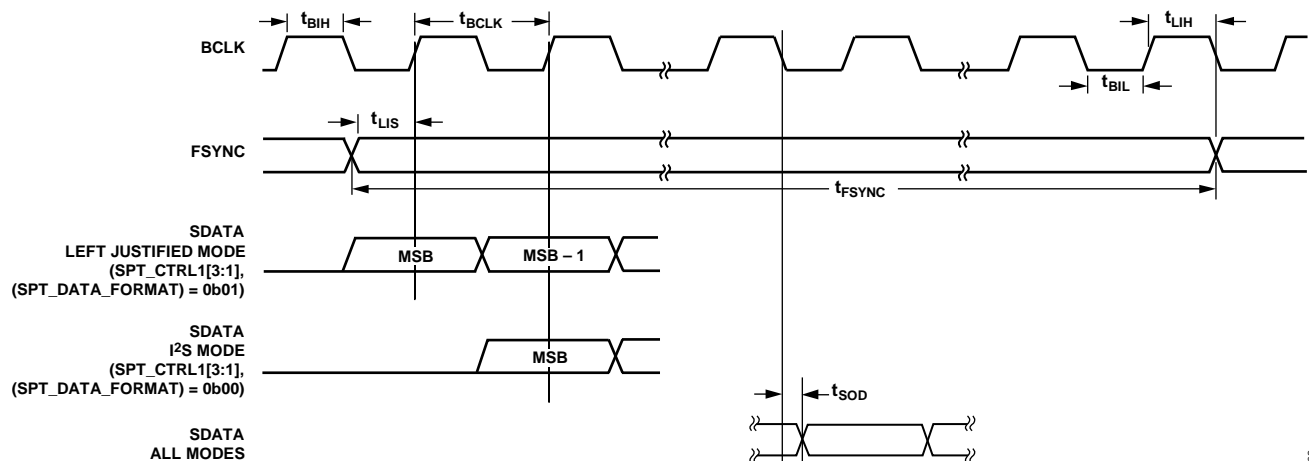 tBIH
tBCLK
tLIH
BCLK
tBIL
tLIS
FSYNC
tFSYNC
SDATA
LEFT JUSTIFIED MODE
(SPT_CTRL1[3:1],
(SPT_DATA_FORMAT) = 0b01)
MSB
MSB – 1
SDATA
I²S MODE
(SPT_CTRL1[3:1],
(SPT_DATA_FORMAT) = 0b00)
MSB
tSOD
SDATA
ALL MODES